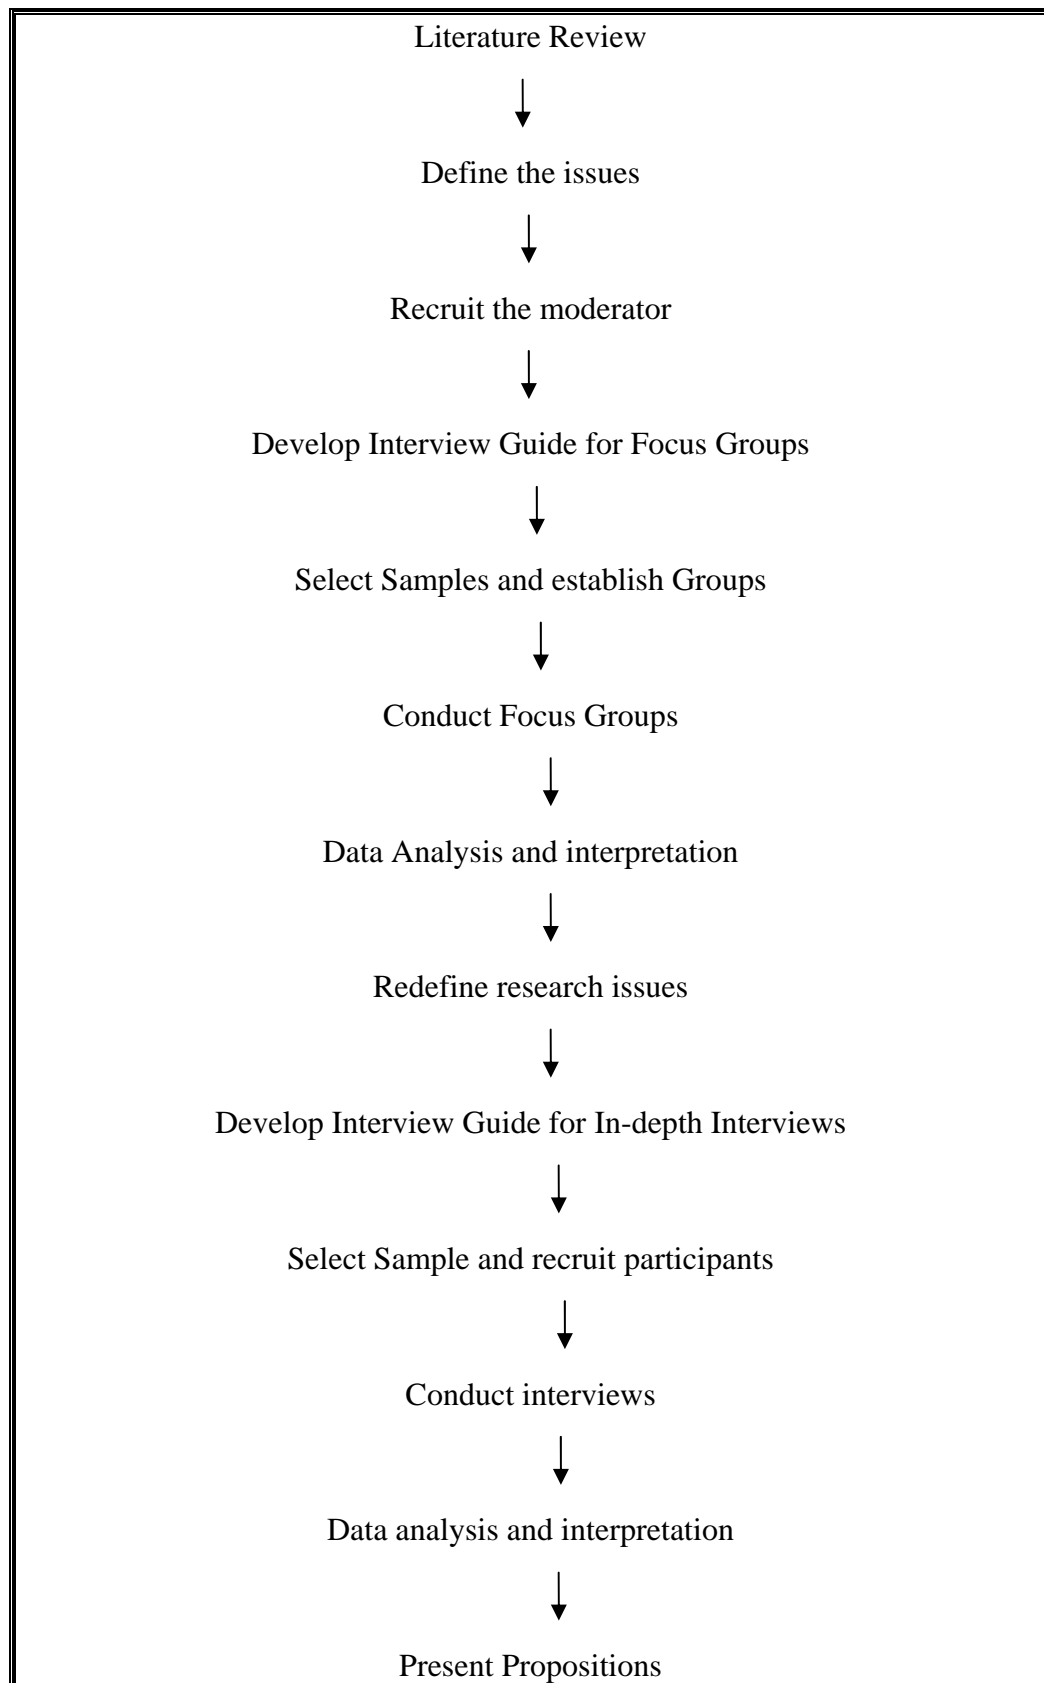 Literature Review
Define the issues
Recruit the moderator
Develop Interview Guide for Focus Groups
Select Samples and establish Groups
Conduct Focus Groups
Data Analysis and interpretation
Redefine research issues
Develop Interview Guide for In-depth Interviews
Select Sample and recruit participants
Conduct interviews
Data analysis and interpretation
Present Propositions